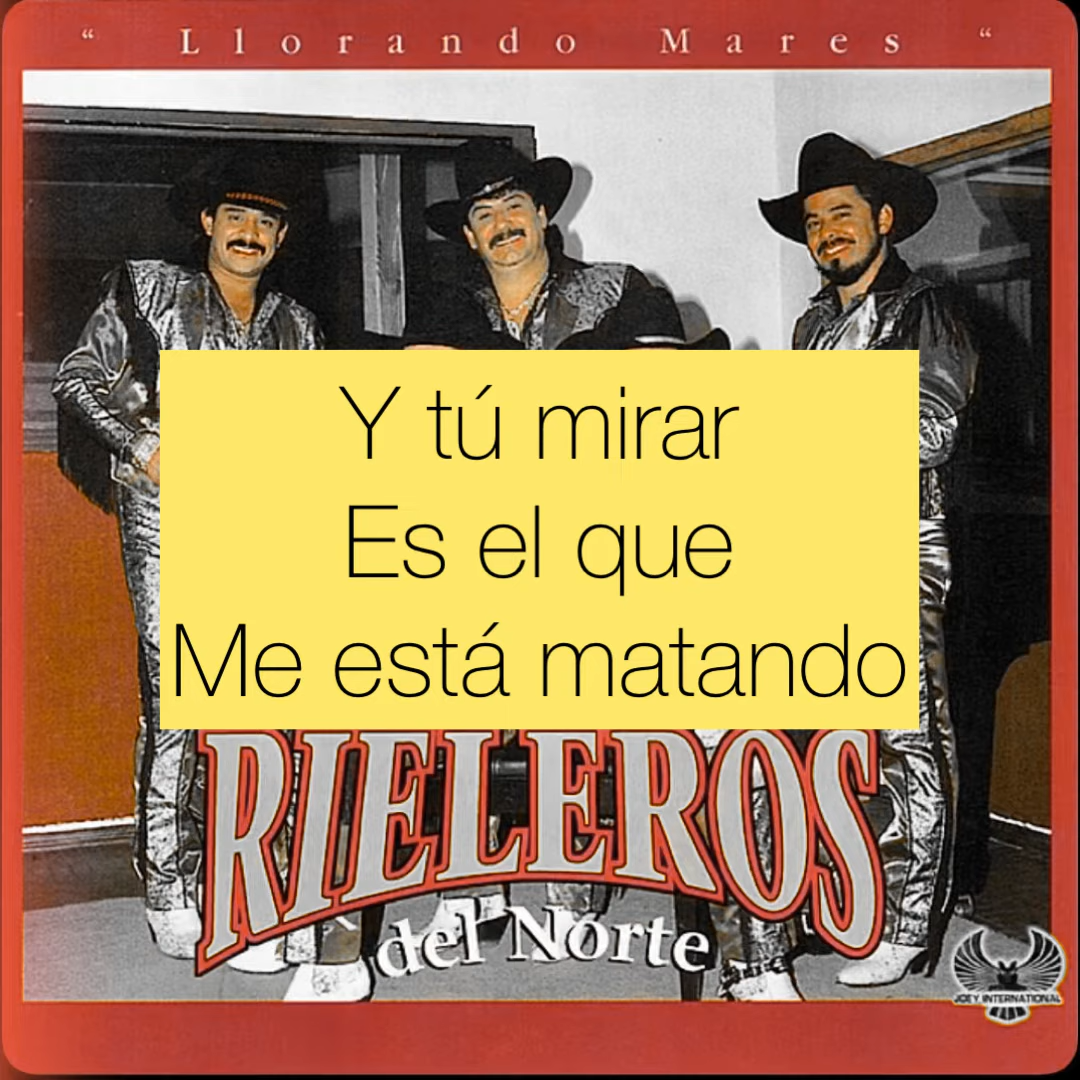 “ Llorando Mares “
Y tú mirar
Es el que
Me está matando
RIELEROS
del Norte
JOEY INTERNATIONAL